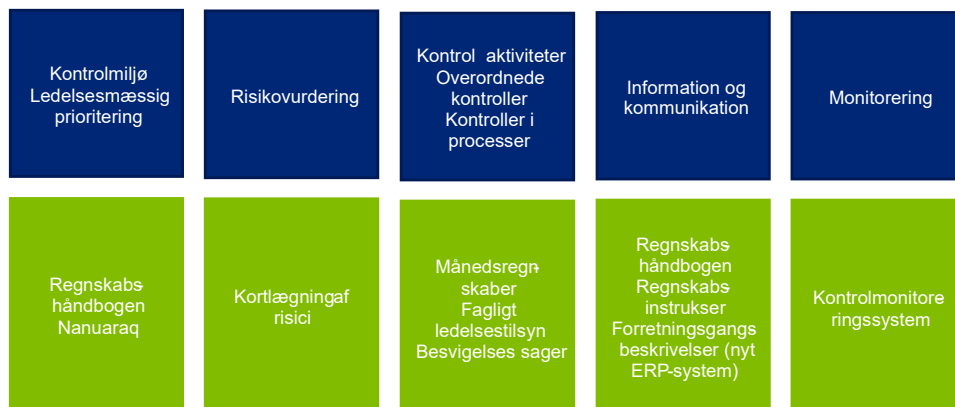 Kontrolmiljø
Ledelsesmæssig
prioritering
Risikovurdering
Kontrol aktiviteter
Overordnede
kontroller
Kontroller i
processer
Information og
kommunikation
Monitorering
Regnskabs-
håndbogen
Nanuaraq
Kortlægningaf
risici
Månedsregn-
skaber
Fagligt
ledelsestilsyn
Besvigelses sager
Regnskabs-
håndbogen
Regnskabs-
instrukser
Forretningsgangs-
beskrivelser (nyt
ERP-system)
Kontrolmonitore-
ringssystem